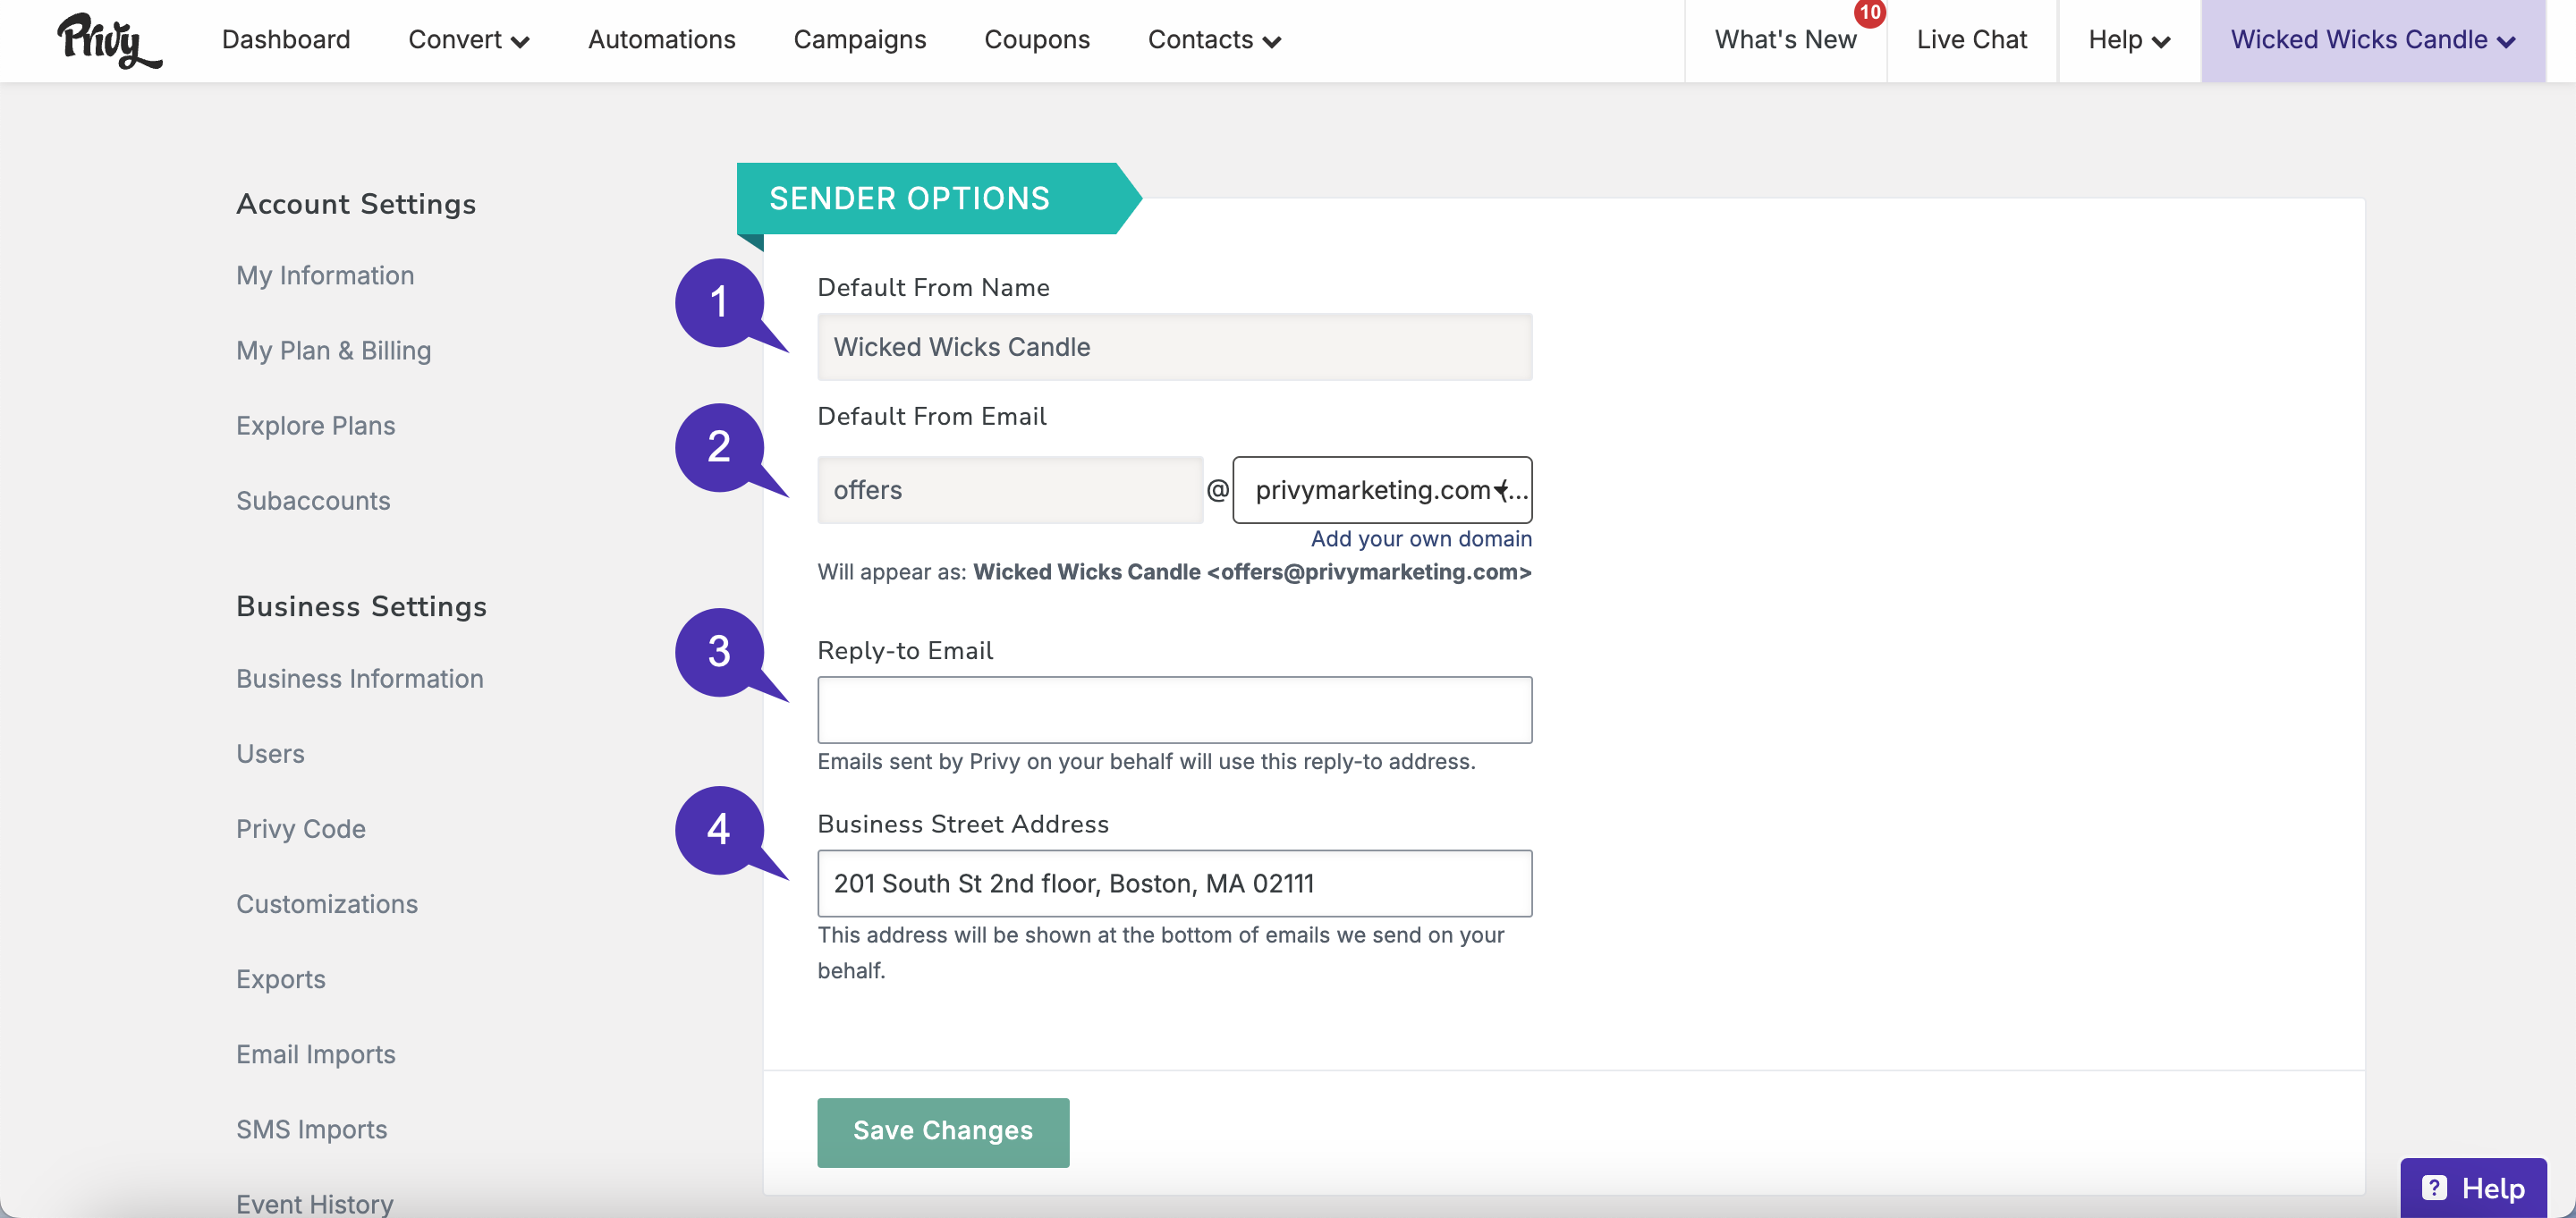 Privy
Dashboard
Convert
Automations
Campaigns
Coupons
Contacts
What's New
10
Live Chat
Help
Wicked Wicks Candle
Account Settings
My Information
My Plan & Billing
Explore Plans
Subaccounts
Business Settings
Business Information
Users
Privy Code
Customizations
Exports
Email Imports
SMS Imports
Event History
SENDER OPTIONS
1
Default From Name
Wicked Wicks Candle
2
Default From Email
offers
@
privymarketing.com (...
Add your own domain
Will appear as: Wicked Wicks Candle <offers@privymarketing.com>
3
Reply-to Email
Emails sent by Privy on your behalf will use this reply-to address.
4
Business Street Address
201 South St 2nd floor, Boston, MA 02111
This address will be shown at the bottom of emails we send on your
behalf.
Save Changes
? Help